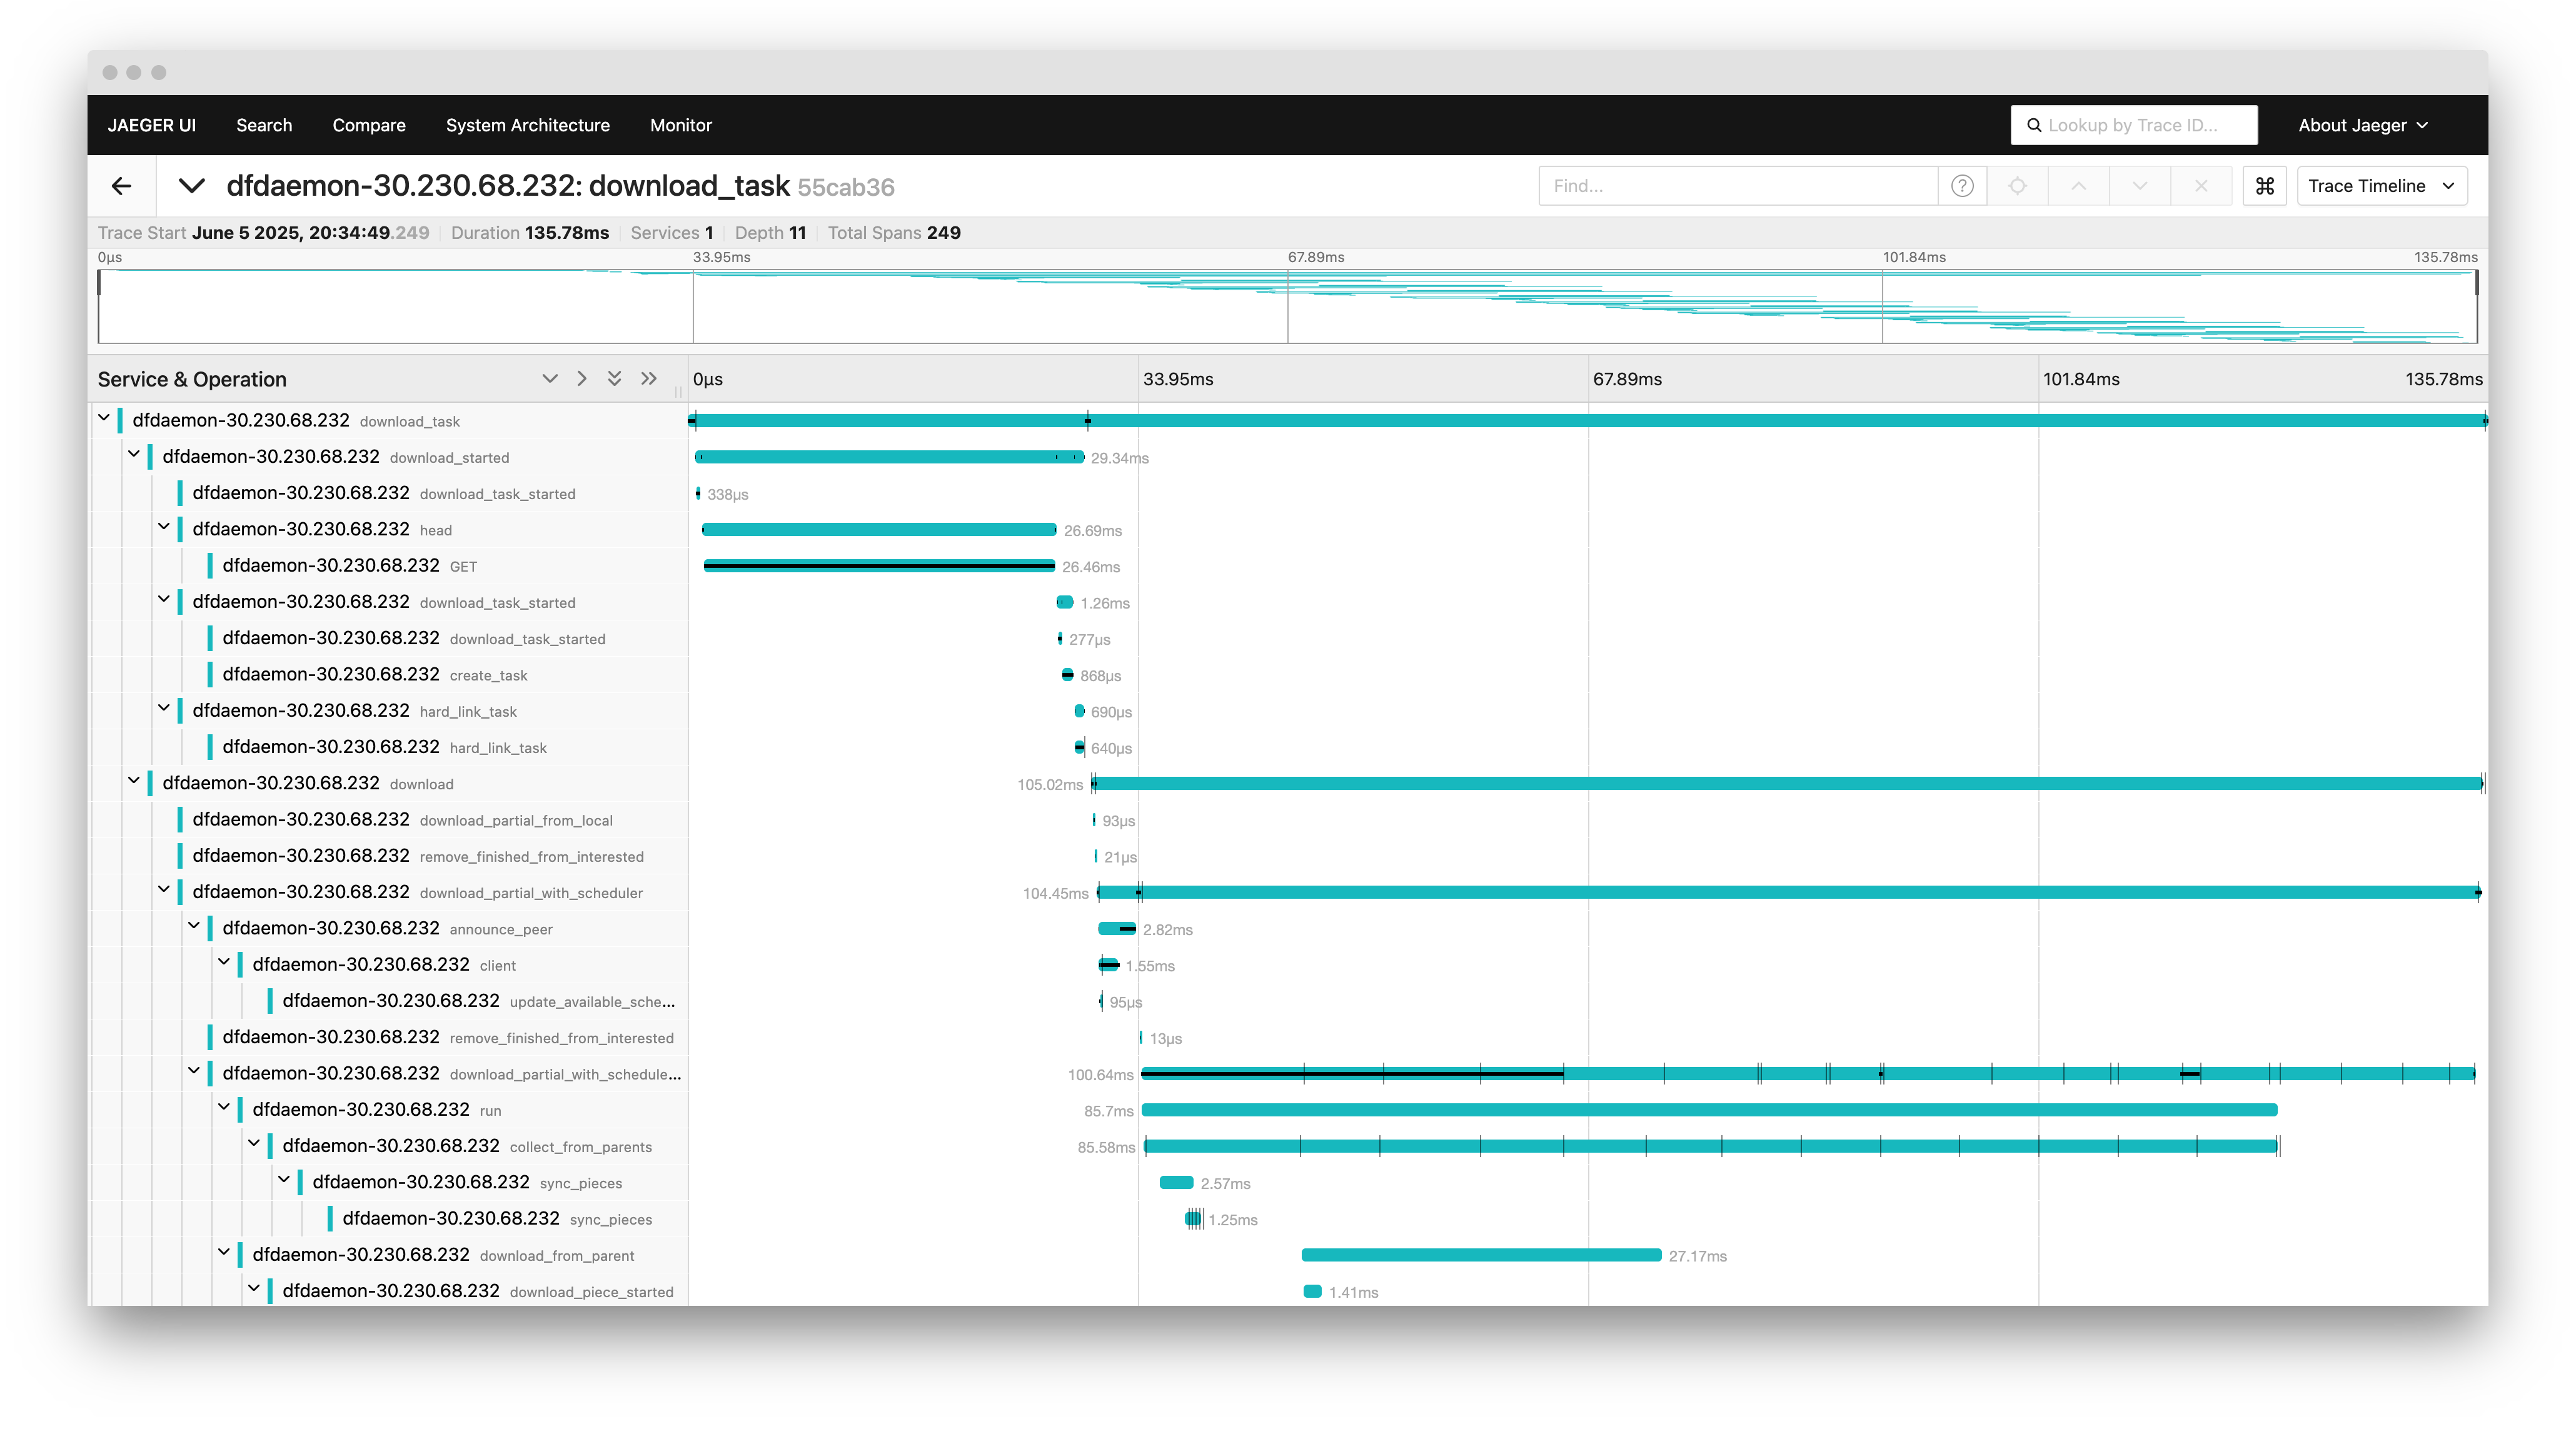 JAEGER UI Search Compare System Architecture Monitor Lookup by Trace ID... About Jaeger
dfdaemon-30.230.68.232: download_task 55cab36 Find... ? ⌘ Trace Timeline
Trace Start June 5 2025, 20:34:49.249 Duration 135.78ms Services 1 Depth 11 Total Spans 249
0μs 33.95ms 67.89ms 101.84ms 135.78ms
Service & Operation 0μs 33.95ms 67.89ms 101.84ms 135.78ms
dfdaemon-30.230.68.232 download_task
dfdaemon-30.230.68.232 download_started 29.34ms
dfdaemon-30.230.68.232 download_task_started 338μs
dfdaemon-30.230.68.232 head 26.69ms
dfdaemon-30.230.68.232 GET 26.46ms
dfdaemon-30.230.68.232 download_task_started 1.26ms
dfdaemon-30.230.68.232 download_task_started 277μs
dfdaemon-30.230.68.232 create_task 868μs
dfdaemon-30.230.68.232 hard_link_task 690μs
dfdaemon-30.230.68.232 hard_link_task 640μs
dfdaemon-30.230.68.232 download 105.02ms
dfdaemon-30.230.68.232 download_partial_from_local 93μs
dfdaemon-30.230.68.232 remove_finished_from_interested 21μs
dfdaemon-30.230.68.232 download_partial_with_scheduler 104.45ms
dfdaemon-30.230.68.232 announce_peer 2.82ms
dfdaemon-30.230.68.232 client 1.55ms
dfdaemon-30.230.68.232 update_available_sche... 95μs
dfdaemon-30.230.68.232 remove_finished_from_interested 13μs
dfdaemon-30.230.68.232 download_partial_with_schedule... 100.64ms
dfdaemon-30.230.68.232 run 85.7ms
dfdaemon-30.230.68.232 collect_from_parents 85.58ms
dfdaemon-30.230.68.232 sync_pieces 2.57ms
dfdaemon-30.230.68.232 sync_pieces 1.25ms
dfdaemon-30.230.68.232 download_from_parent 27.17ms
dfdaemon-30.230.68.232 download_piece_started 1.41ms